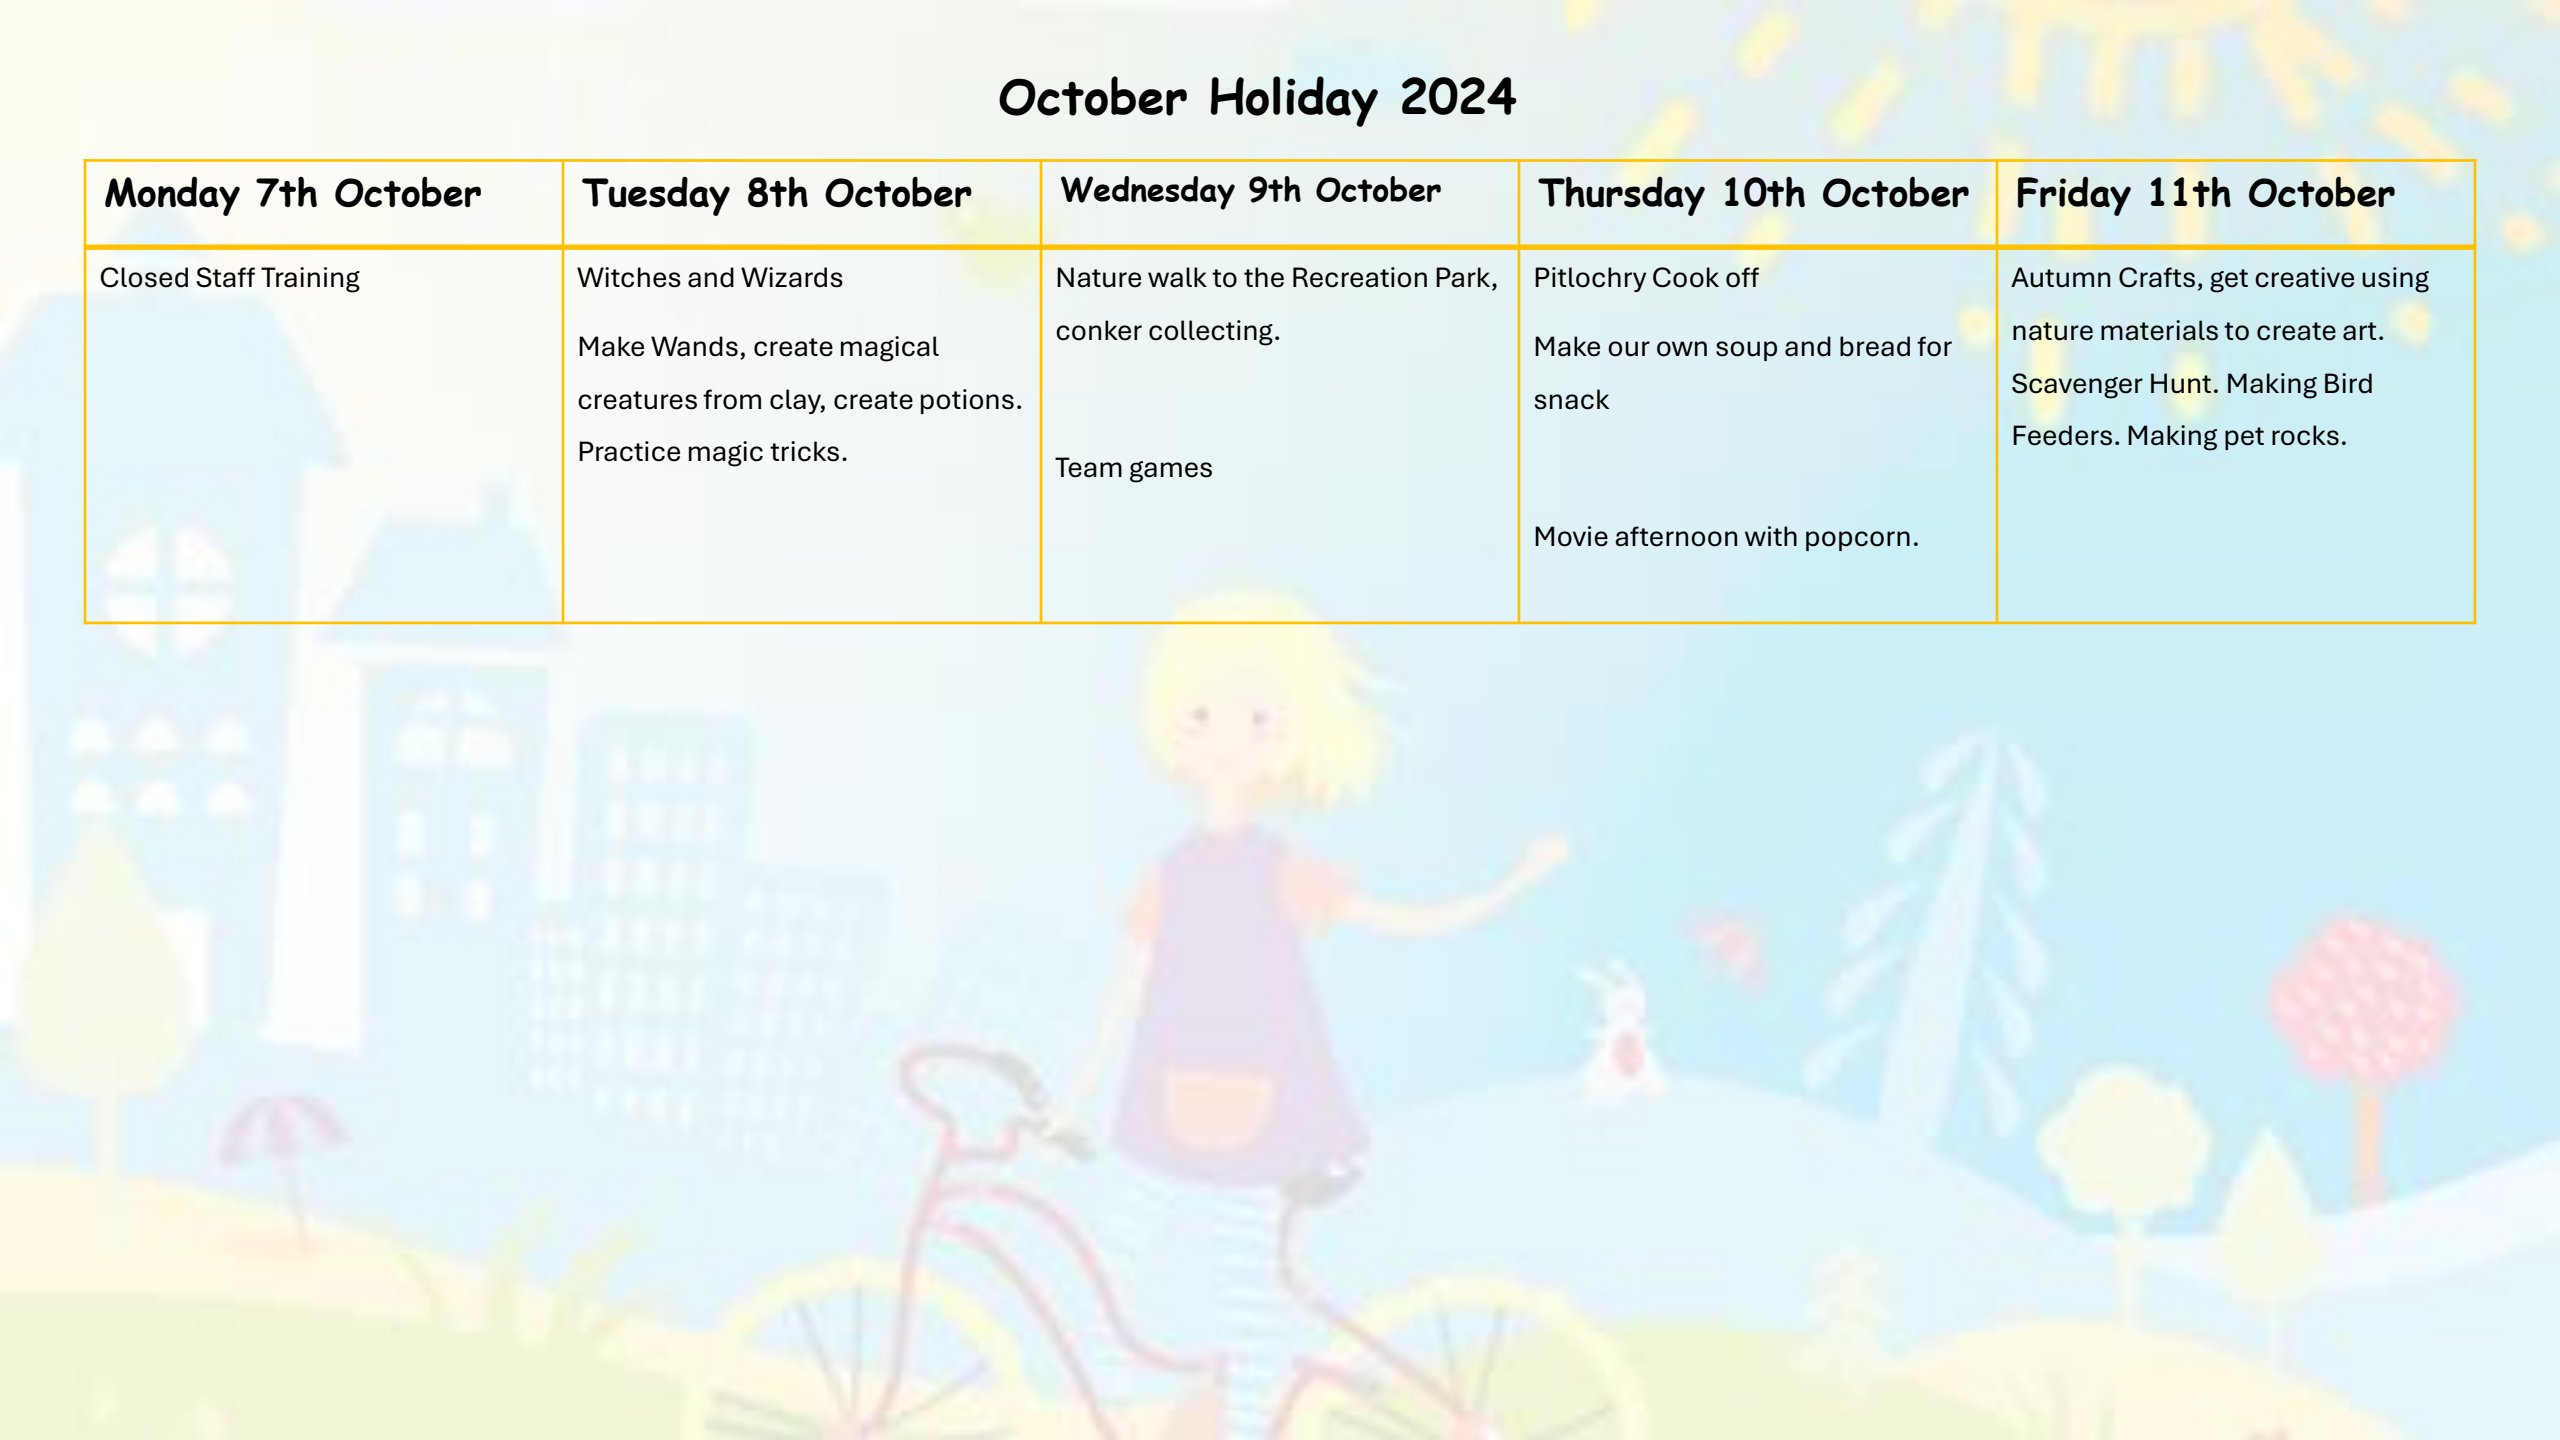 October Holiday 2024
Monday 7th October
Tuesday 8th October
Wednesday 9th October
Thursday 10th October
Friday 11th October
Closed Staff Training
Witches and Wizards
Make Wands, create magical
creatures from clay, create potions.
Practice magic tricks.
Nature walk to the Recreation Park,
conker collecting.
Team games
Pitlochry Cook off
Make our own soup and bread for
snack
Movie afternoon with popcorn.
Autumn Crafts, get creative using
nature materials to create art.
Scavenger Hunt. Making Bird
Feeders. Making pet rocks.